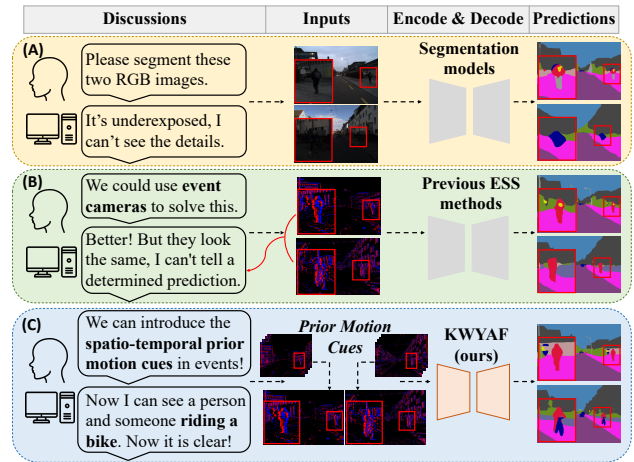 Discussions Inputs Encode & Decode Predictions
(A)
Please segment these
two RGB images.
It's underexposed, I
can't see the details.
Segmentation
models
(B)
We could use event
cameras to solve this.
Better! But they look
the same, I can't tell a
determined prediction.
Previous ESS
methods
(C)
We can introduce the
spatio-temporal prior
motion cues in events!
Now I can see a person
and someone riding a
bike. Now it is clear!
Prior Motion
Cues
KWYAF
(ours)